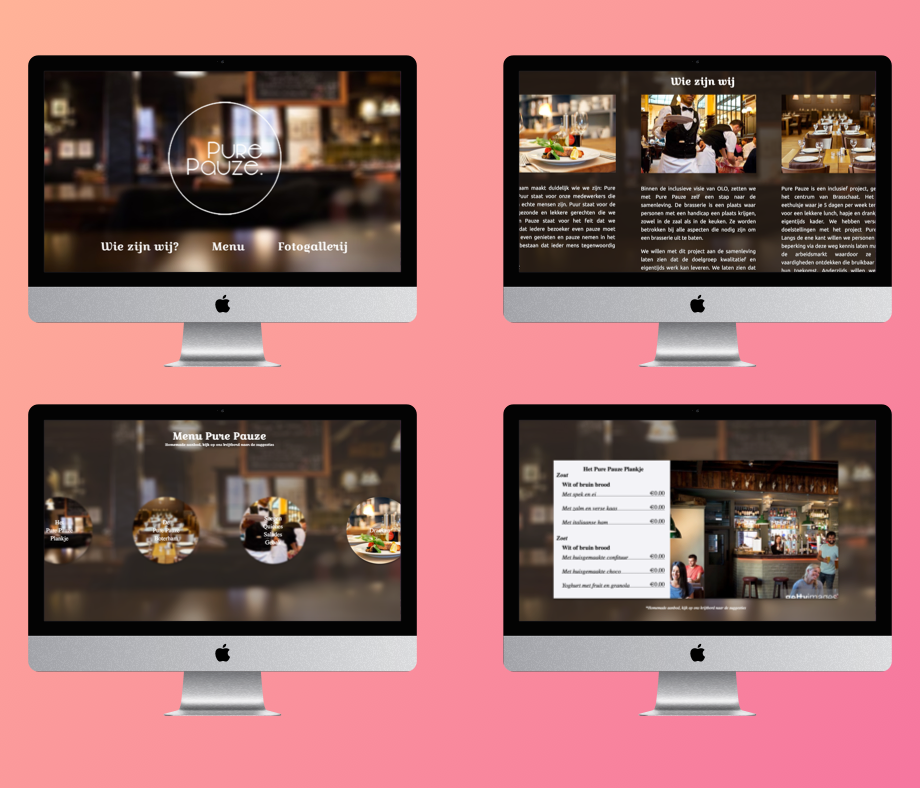 PURE
PAUZE.
Wie zijn wij?
Menu
Fotogallerij
Wie zijn wij
aam maakt duidelijk wie we zijn: Pure
uur staat voor onze medewerkers die
echte mensen zijn. Puur staat voor de
ezonde en lekkere gerechten die we
Pauze staat voor het feit dat we
dat iedere bezoeker even pauze moet
even genieten en pauze nemen in het
bestaan dat ieder mens tegenwoordig
Binnen de inclusieve visie van OLO, zetten we
met Pure Pauze zelf een stap naar de
samenleving. De brasserie is een plaats waar
personen met een handicap een plaats krijgen,
zowel in de zaal als in de keuken. Ze worden
betrokken bij alle aspecten die nodig zijn om
een brasserie uit te baten.
We willen met dit project aan de samenleving
laten zien dat de doelgroep kwalitatief en
eigentijds werk kan leveren. We laten zien dat
Pure Pauze is een inclusief project, ge
het centrum van Brasschaat. Het
eethuisje waar je 5 dagen per week ter
voor een lekkere lunch, hapje en drank
eigentijds kader. We hebben versc
doelstellingen met het project Pure
Langs de ene kant willen we personen
beperking via deze weg kennis laten ma
de arbeidsmarkt waardoor ze
vaardigheden ontdekken die bruikbaar
hun toekomst. Anderzijds willen we
Menu Pure Pauze
Homemade aanbod, kijk op ons krijtbord naar de suggesties
Plankje
Boterham
Quiches
Salades
Het Pure Pauze Plankje
Zout
Wit of bruin brood
Met spek en ei €0.00
Met zalm en verse kaas €0.00
Met italiaanse ham €0.00
Zoet
Wit of bruin brood
Met huisgemaakte confituur €0.00
Met huisgemaakte choco €0.00
Yoghurt met fruit en granola €0.00
gettyimages
*Homemade aanbod, kijk op ons krijtbord naar de suggesties